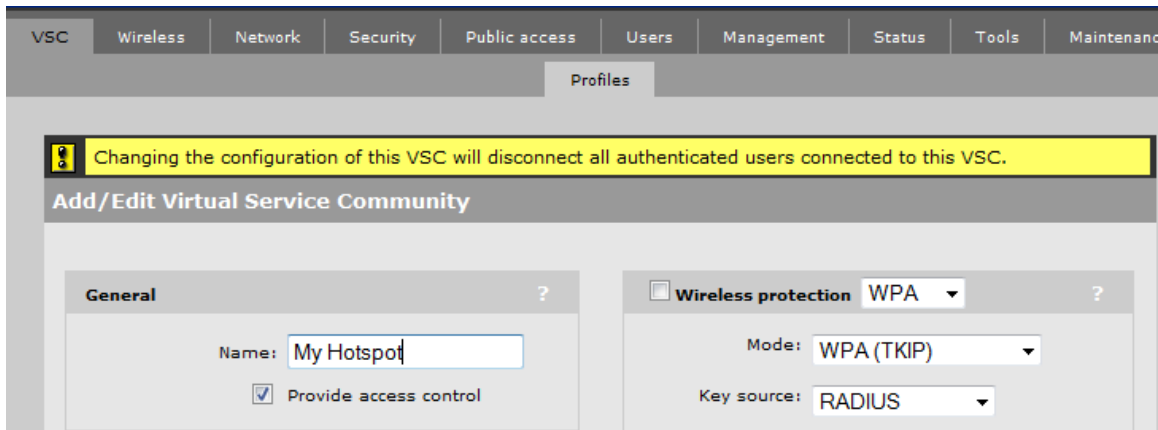 VSC Wireless Network Security Public access Users Management Status Tools Maintenanc
Profiles
Changing the configuration of this VSC will disconnect all authenticated users connected to this VSC.
Add/Edit Virtual Service Community
General ?
Name: My Hotspot
Provide access control
Wireless protection WPA ?
Mode: WPA (TKIP)
Key source: RADIUS